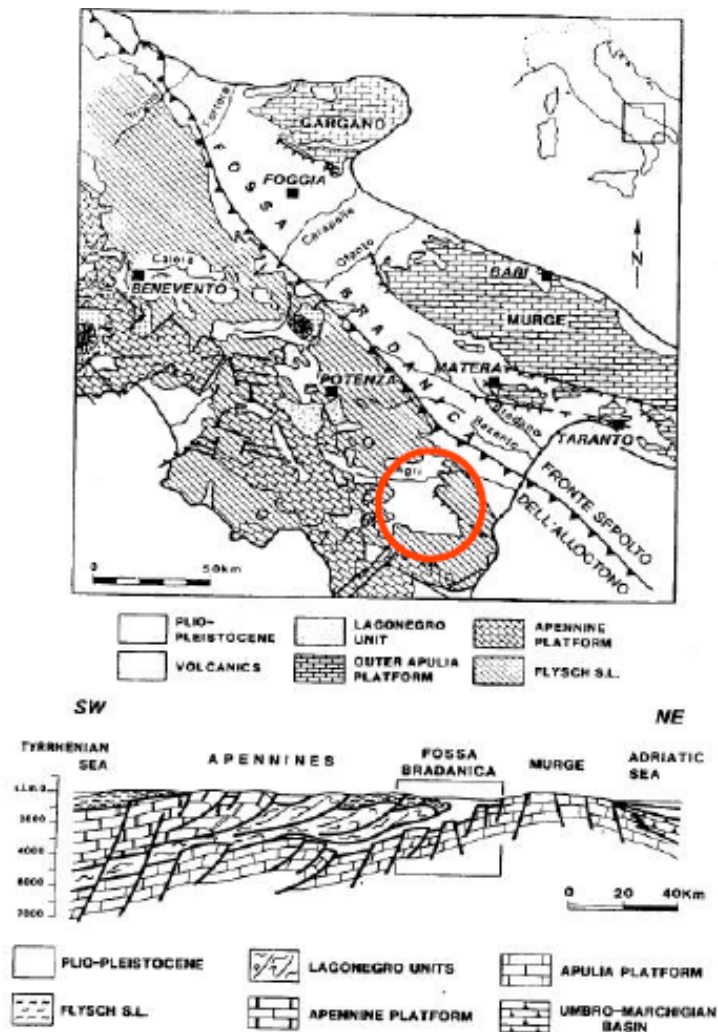 GARGANO
Fortore
FOSSA
FOGGIA
Carapelle
Ofanto
N
Calore
BENEVENTO
BARI
BRADANICA
MURGE
MATERA
POTENZA
Bradano
Basento
TARANTO
Agri
FRONTE SEPOLTO
DELL'ALLOCTONO
0 50km
PLIO-PLEISTOCENE
LAGONEGRO UNIT
APENNINE PLATFORM
VOLCANICS
OUTER APULIA PLATFORM
FLYSCH S.L.
SW
NE
TYRRHENIAN SEA
APENNINES
FOSSA BRADANICA
MURGE
ADRIATIC SEA
4000
7000
0 20 40Km
PLIO-PLEISTOCENE
LAGONEGRO UNITS
APULIA PLATFORM
FLYSCH S.L.
APENNINE PLATFORM
UMBRO-MARCHIGIAN BASIN